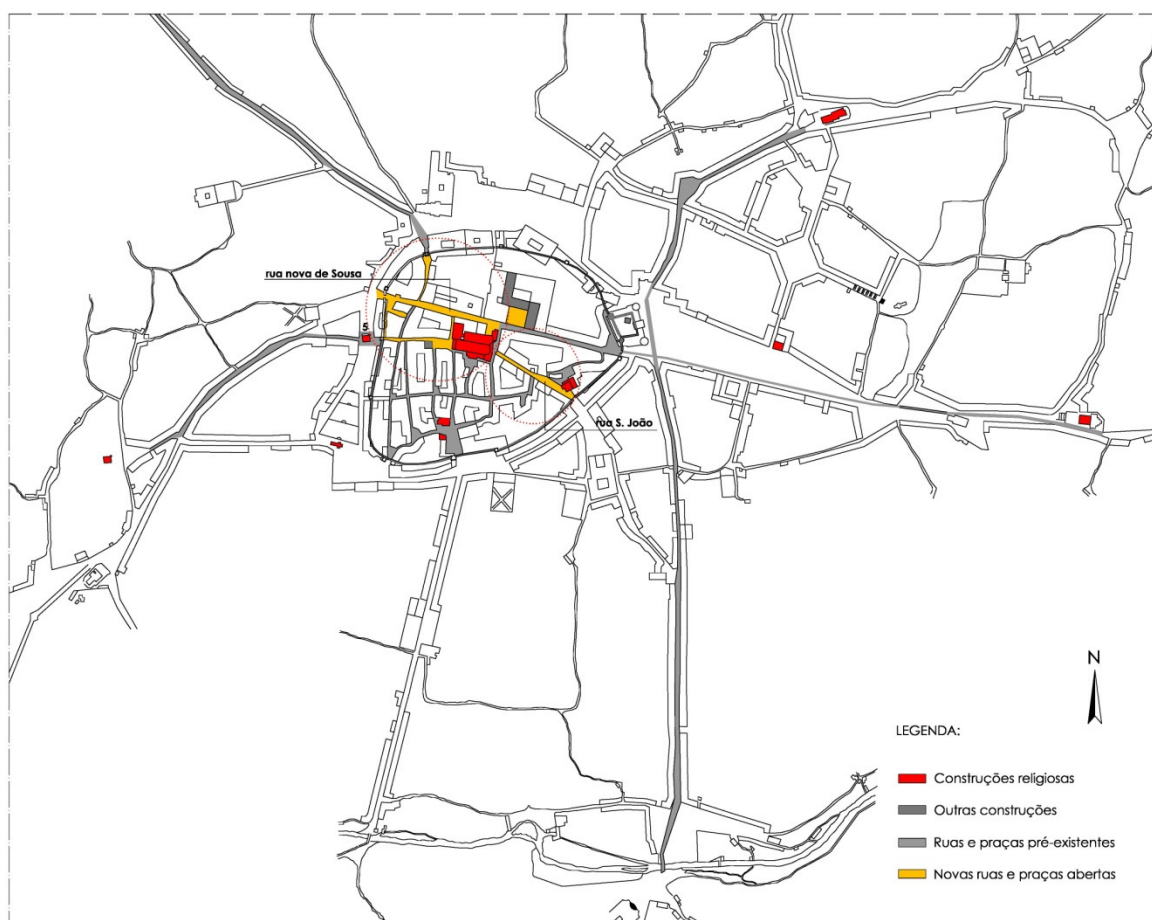 rua nova de Sousa
5
rua S. João
N
LEGENDA:
Construções religiosas
Outras construções
Ruas e praças pré-existentes
Novas ruas e praças abertas